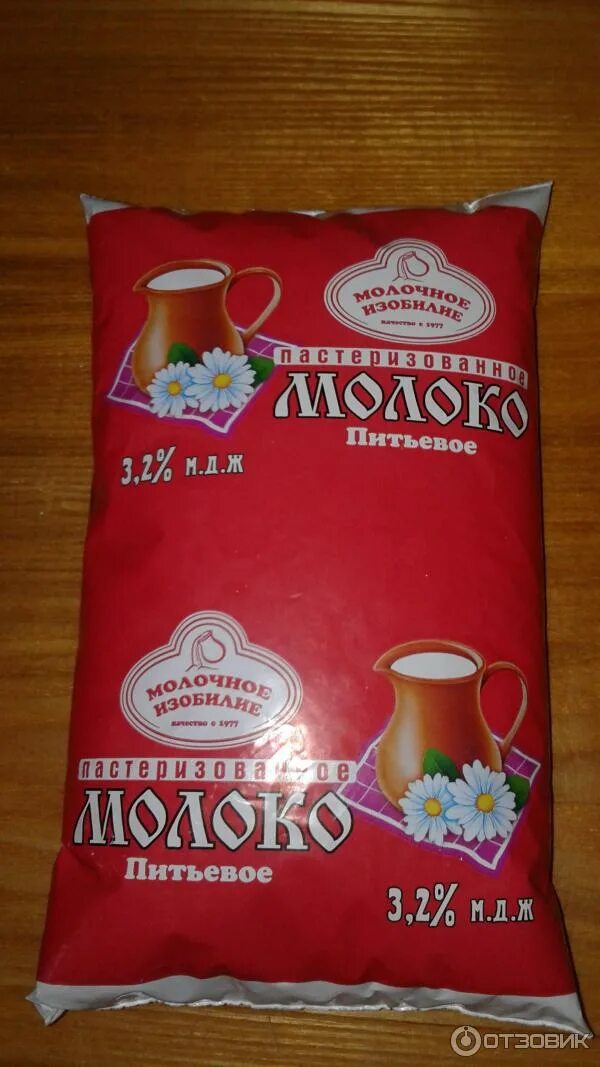 МОЛОЧНОЕ
ИЗОБИЛИЕ
качество с 1977
пастеризованное
МОЛОКО
Питьевое
3,2% м.д.ж
МОЛОЧНОЕ
ИЗОБИЛИЕ
качество с 1977
пастеризованное
МОЛОКО
Питьевое
3,2% м.д.ж
ОТЗОВИК